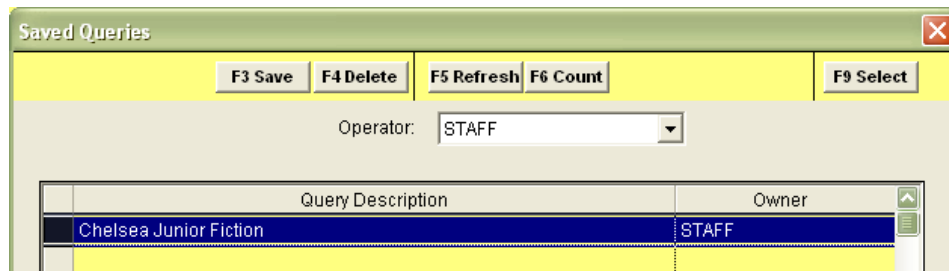 Saved Queries
F3 Save F4 Delete F5 Refresh F6 Count F9 Select
Operator: STAFF
Query Description Owner
Chelsea Junior Fiction STAFF